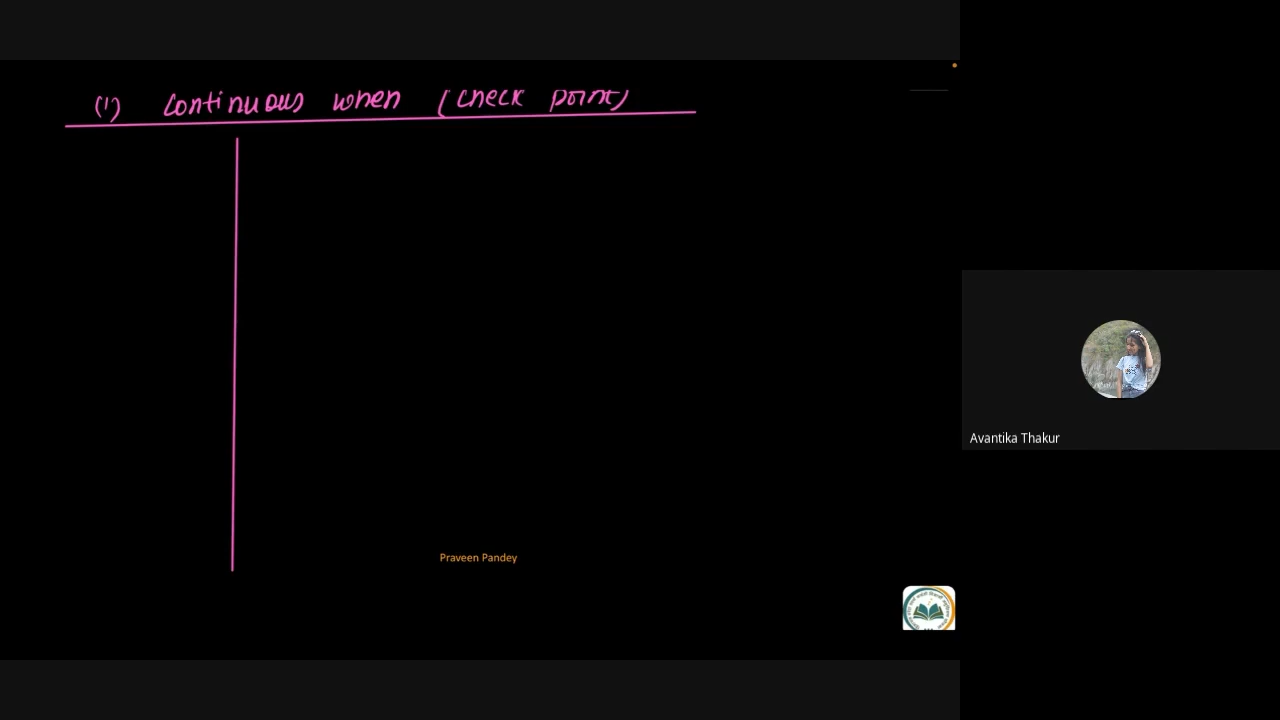 (1) Continuous when (check point)
Avantika Thakur
Praveen Pandey